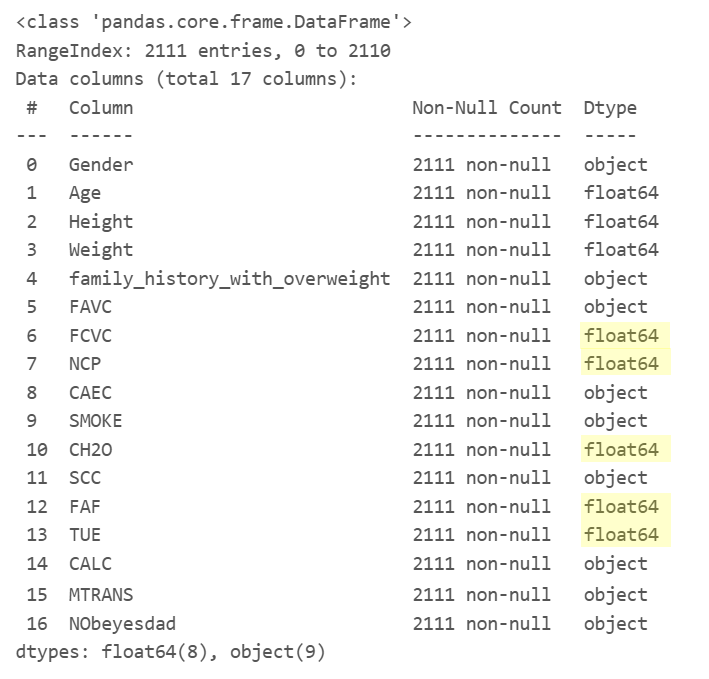 <class 'pandas.core.frame.DataFrame'>
RangeIndex: 2111 entries, 0 to 2110
Data columns (total 17 columns):
 #   Column                          Non-Null Count  Dtype
---  ------                          --------------  -----
 0   Gender                          2111 non-null   object
 1   Age                             2111 non-null   float64
 2   Height                          2111 non-null   float64
 3   Weight                          2111 non-null   float64
 4   family_history_with_overweight  2111 non-null   object
 5   FAVC                            2111 non-null   object
 6   FCVC                            2111 non-null   float64
 7   NCP                             2111 non-null   float64
 8   CAEC                            2111 non-null   object
 9   SMOKE                           2111 non-null   object
 10  CH2O                            2111 non-null   float64
 11  SCC                             2111 non-null   object
 12  FAF                             2111 non-null   float64
 13  TUE                             2111 non-null   float64
 14  CALC                            2111 non-null   object
 15  MTRANS                          2111 non-null   object
 16  NObeyesdad                      2111 non-null   object
dtypes: float64(8), object(9)